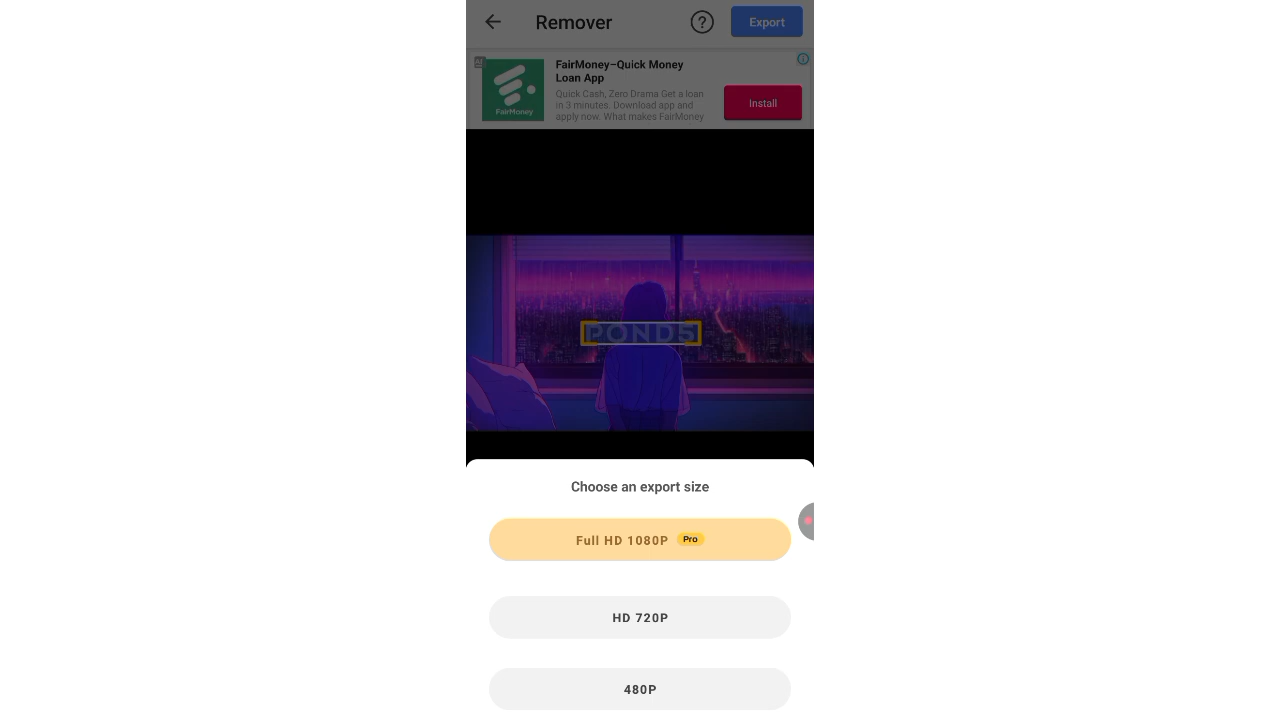 Remover
Export
FairMoney–Quick Money
Loan App
Quick Cash, Zero Drama Get a loan
in 3 minutes. Download app and
apply now. What makes FairMoney
Install
FairMoney
POND5
Choose an export size
Full HD 1080P Pro
HD 720P
480P